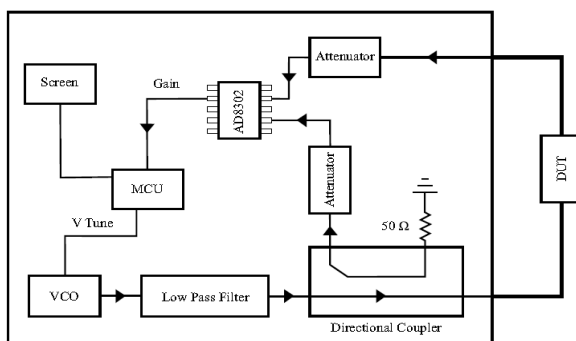 Attenuator
Screen
Gain
AD8302
DUT
Attenuator
MCU
V Tune
50 Ω
VCO
Low Pass Filter
Directional Coupler